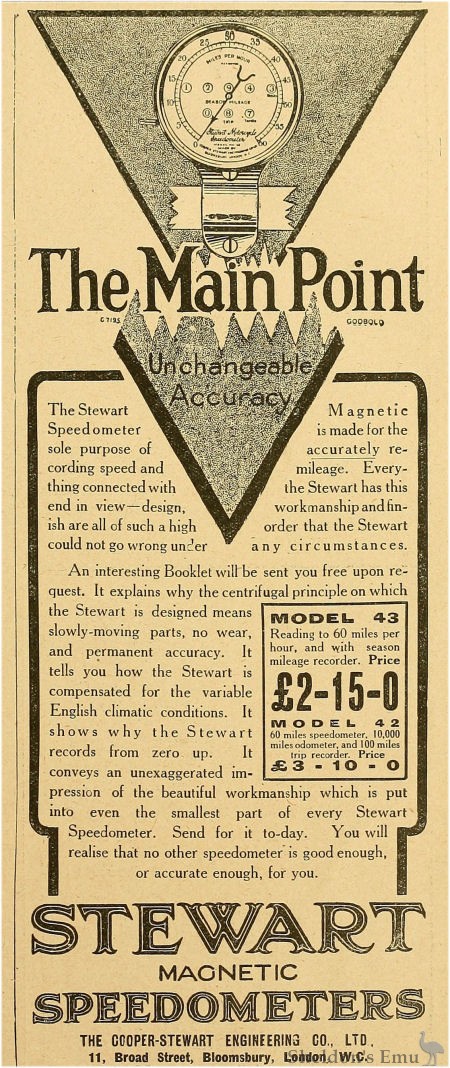 MILES PER HOUR
SEASON MILEAGE
TRIP
Stewart Motorcycle
Speedometer
The Main Point
G 7195
GODBOLD
Unchangeable
Accuracy
The Stewart Magnetic
Speedometer is made for the
sole purpose of accurately re-
cording speed and mileage. Every-
thing connected with the Stewart has this
end in view—design, workmanship and fin-
ish are all of such a high order that the Stewart
could not go wrong under any circumstances.
An interesting Booklet will be sent you free upon re-
quest. It explains why the centrifugal principle on which
the Stewart is designed means
slowly-moving parts, no wear,
and permanent accuracy. It
tells you how the Stewart is
compensated for the variable
English climatic conditions. It
shows why the Stewart
records from zero up. It
conveys an unexaggerated im-
MODEL 43
Reading to 60 miles per
hour, and with season
mileage recorder. Price
£2-15-0
MODEL 42
60 miles speedometer, 10,000
miles odometer, and 100 miles
trip recorder. Price
£3-10-0
pression of the beautiful workmanship which is put
into even the smallest part of every Stewart
Speedometer. Send for it to-day. You will
realise that no other speedometer is good enough,
or accurate enough, for you.
STEWART
MAGNETIC
SPEEDOMETERS
THE COOPER-STEWART ENGINEERING CO., LTD.,
11, Broad Street, Bloomsbury, London, W.C.
Sheldon's Emu